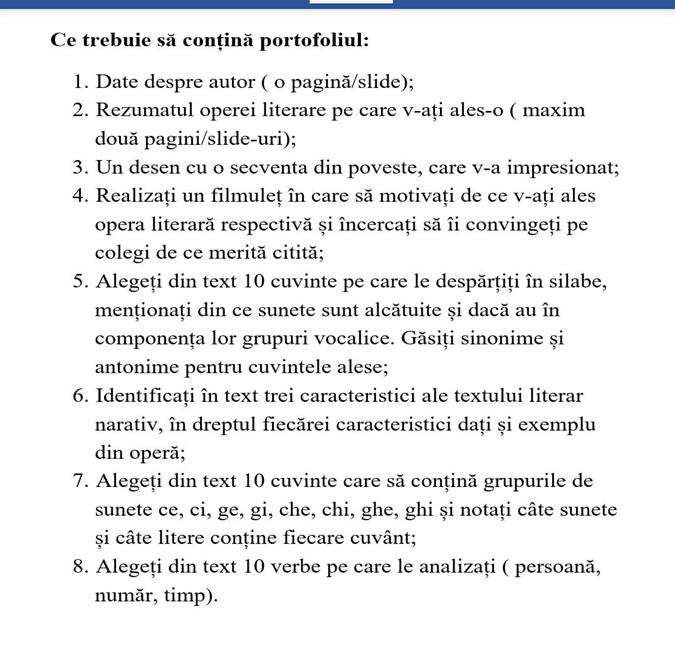 Ce trebuie să conțină portofoliul:
1. Date despre autor ( o pagină/slide);
2. Rezumatul operei literare pe care v-ați ales-o ( maxim
două pagini/slide-uri);
3. Un desen cu o secventa din poveste, care v-a impresionat;
4. Realizați un filmuleț în care să motivați de ce v-ați ales
opera literară respectivă și încercați să îi convingeți pe
colegi de ce merită citită;
5. Alegeți din text 10 cuvinte pe care le despărțiți în silabe,
menționați din ce sunete sunt alcătuite și dacă au în
componența lor grupuri vocalice. Găsiți sinonime și
antonime pentru cuvintele alese;
6. Identificați în text trei caracteristici ale textului literar
narativ, în dreptul fiecărei caracteristici dați și exemplu
din operă;
7. Alegeți din text 10 cuvinte care să conțină grupurile de
sunete ce, ci, ge, gi, che, chi, ghe, ghi și notați câte sunete
și câte litere conține fiecare cuvânt;
8. Alegeți din text 10 verbe pe care le analizați ( persoană,
număr, timp).